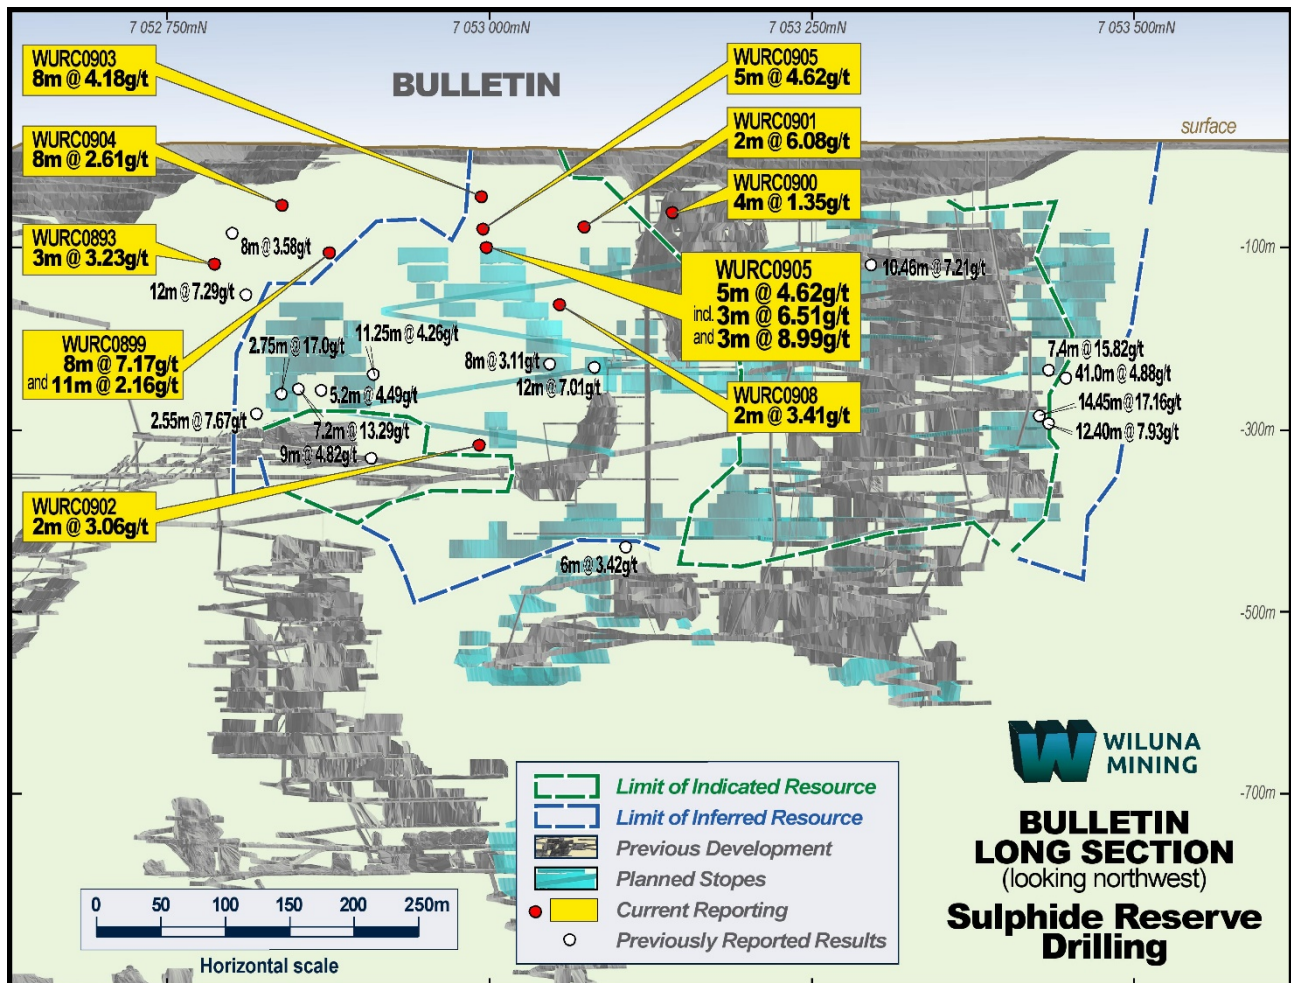 7 052 750mN
7 053 000mN
7 053 250mN
7 053 500mN
BULLETIN
surface
WURC0903
8m @ 4.18g/t
WURC0904
8m @ 2.61g/t
WURC0893
3m @ 3.23g/t
WURC0899
8m @ 7.17g/t
and 11m @ 2.16g/t
WURC0902
2m @ 3.06g/t
WURC0905
5m @ 4.62g/t
WURC0901
2m @ 6.08g/t
WURC0900
4m @ 1.35g/t
WURC0905
5m @ 4.62g/t
incl. 3m @ 6.51g/t
and 3m @ 8.99g/t
WURC0908
2m @ 3.41g/t
8m @ 3.58g/t
12m @ 7.29g/t
2.75m @ 17.0g/t
11.25m @ 4.26g/t
5.2m @ 4.49g/t
2.55m @ 7.67g/t
7.2m @ 13.29g/t
9m @ 4.82g/t
8m @ 3.11g/t
12m @ 7.01g/t
6m @ 3.42g/t
10.46m @ 7.21g/t
7.4m @ 15.82g/t
41.0m @ 4.88g/t
14.45m @ 17.16g/t
12.40m @ 7.93g/t
-100m
-300m
-500m
-700m
0 50 100 150 200 250m
Horizontal scale
Limit of Indicated Resource
Limit of Inferred Resource
Previous Development
Planned Stopes
Current Reporting
Previously Reported Results
WILUNA
MINING
BULLETIN
LONG SECTION
(looking northwest)
Sulphide Reserve
Drilling